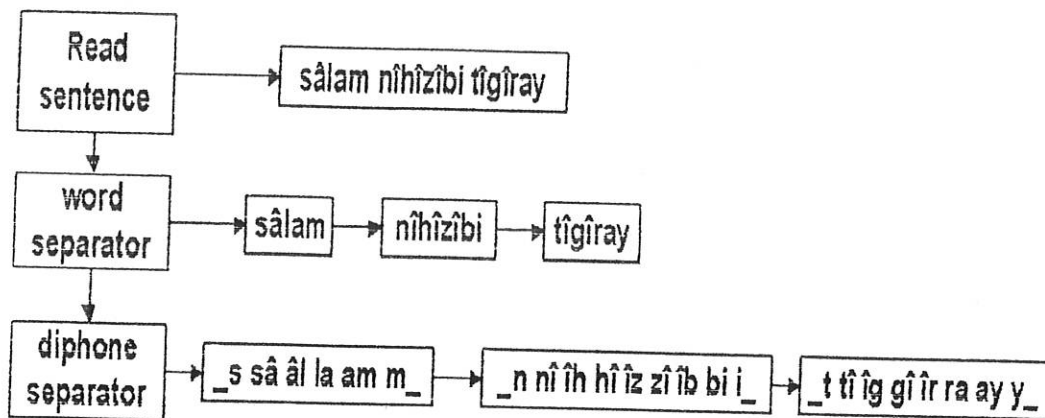 Read
sentence
sâlam nîhîzîbi tîgîray
word
separator
sâlam
nîhîzîbi
tîgîray
diphone
separator
_s sâ âl la am m_
_n nî îh hî îz zî îb bi i_
_t tî îg gî îr ra ay y_